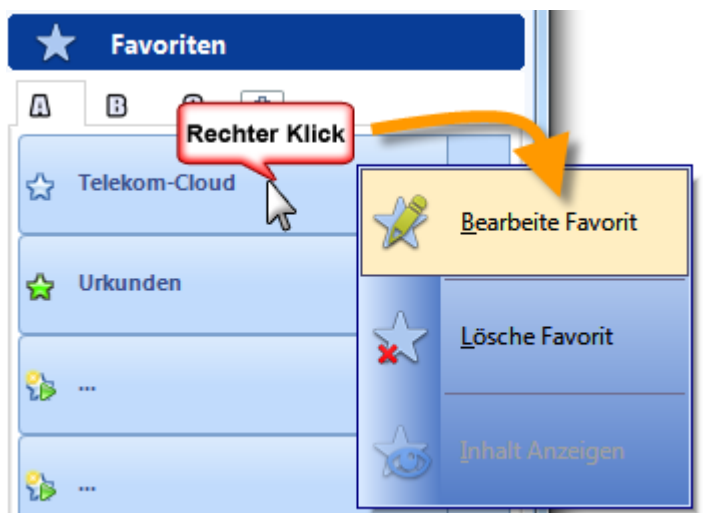 Favoriten
A B
Rechter Klick
Telekom-Cloud
Bearbeite Favorit
Urkunden
Lösche Favorit
...
Inhalt Anzeigen
...